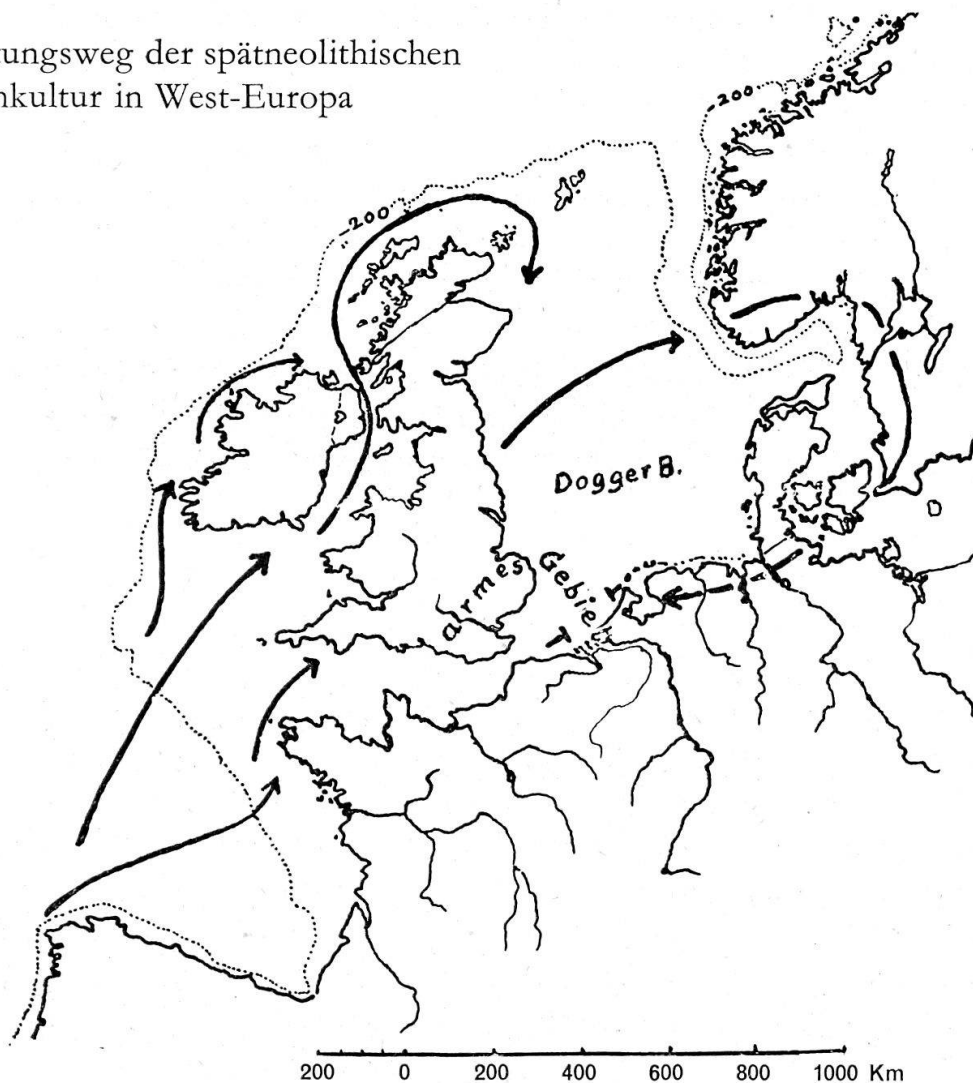 tungsweg der spätneolithischen
nkultur in West-Europa
200
200
Dogger B.
armes Gebiet
200 0 200 400 600 800 1000 Km